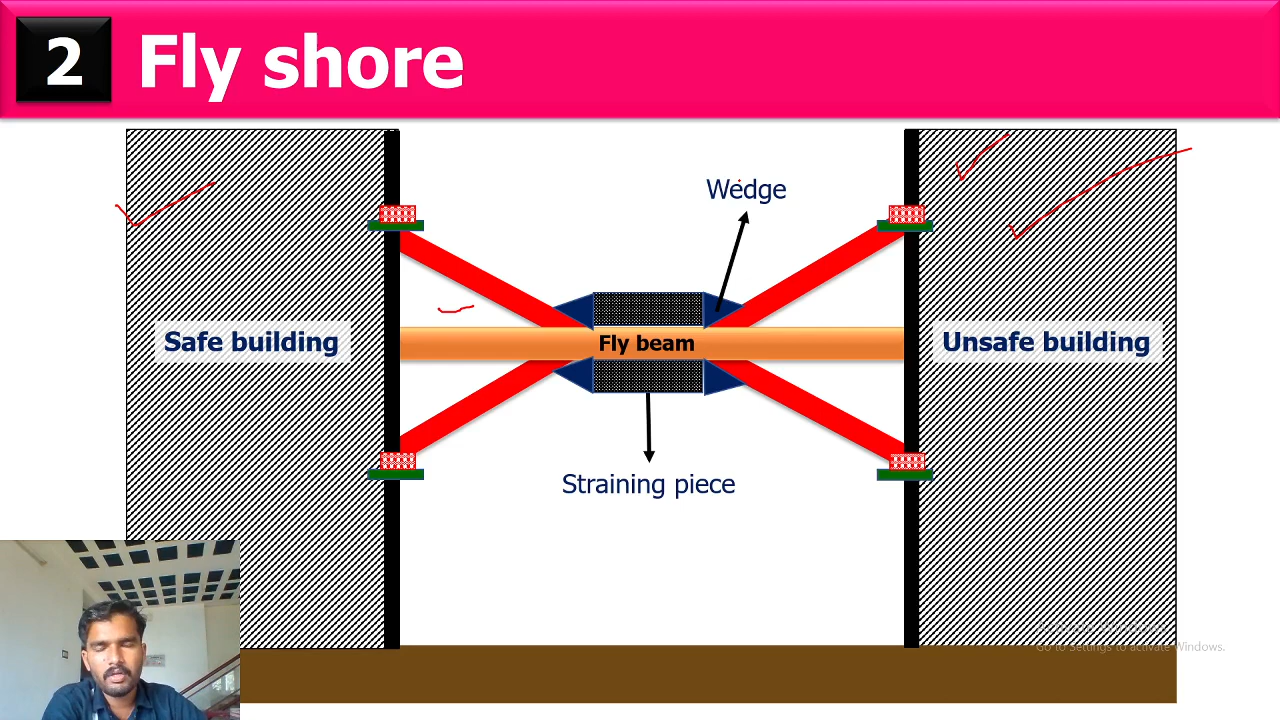 2 Fly shore
Wedge
Safe building
Fly beam
Unsafe building
Straining piece
Go to Settings to activate Windows.